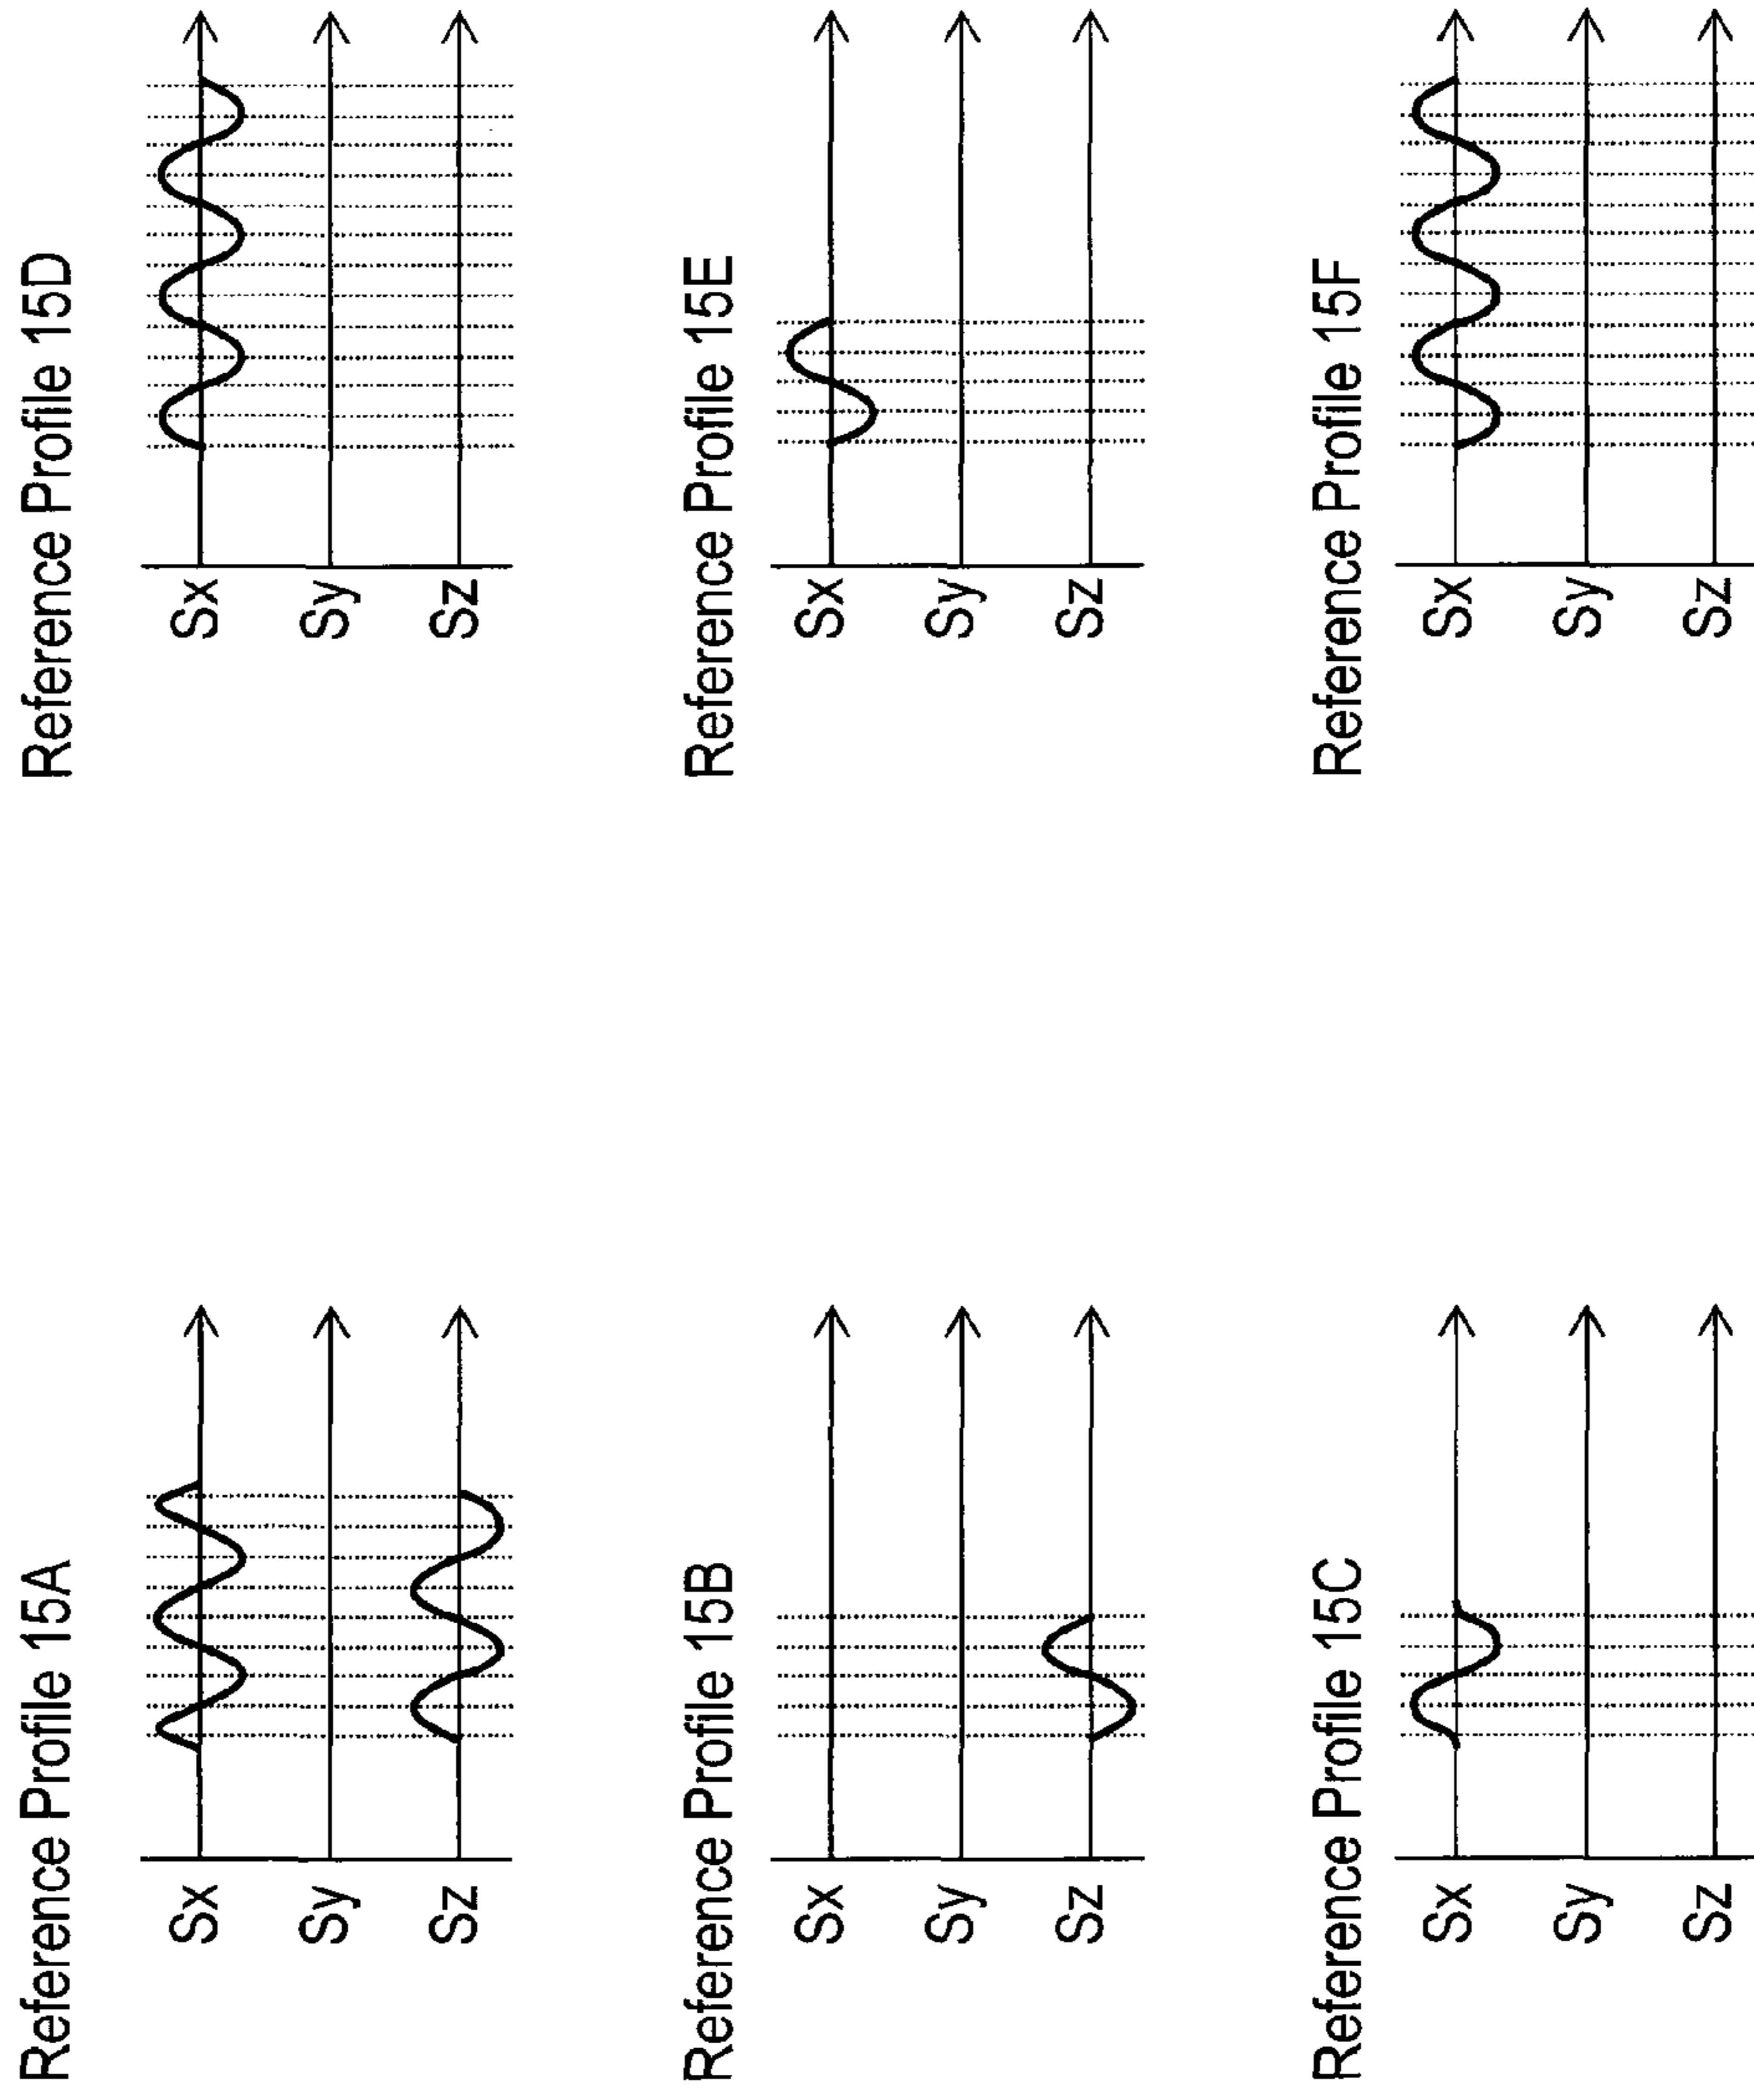 Reference Profile 15A
Sx
Sy
Sz
Reference Profile 15B
Sx
Sy
Sz
Reference Profile 15C
Sx
Sy
Sz
Reference Profile 15D
Sx
Sy
Sz
Reference Profile 15E
Sx
Sy
Sz
Reference Profile 15F
Sx
Sy
Sz